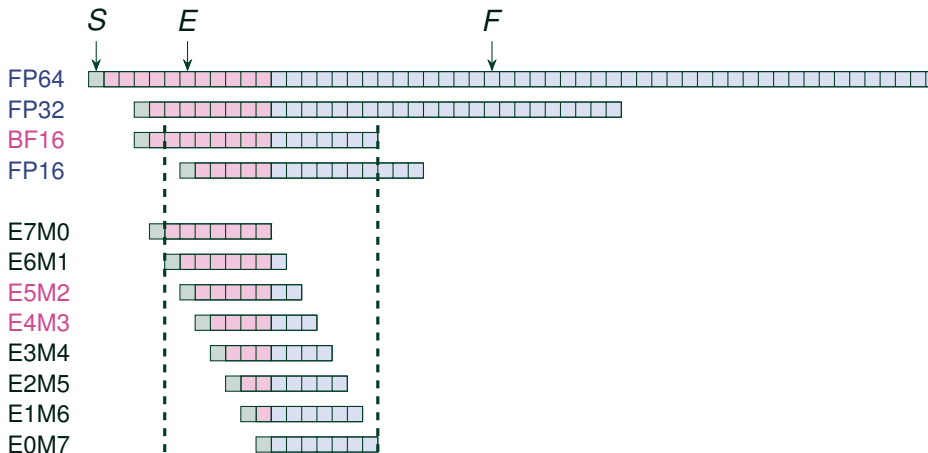 S E F
FP64
FP32
BF16
FP16
E7M0
E6M1
E5M2
E4M3
E3M4
E2M5
E1M6
E0M7